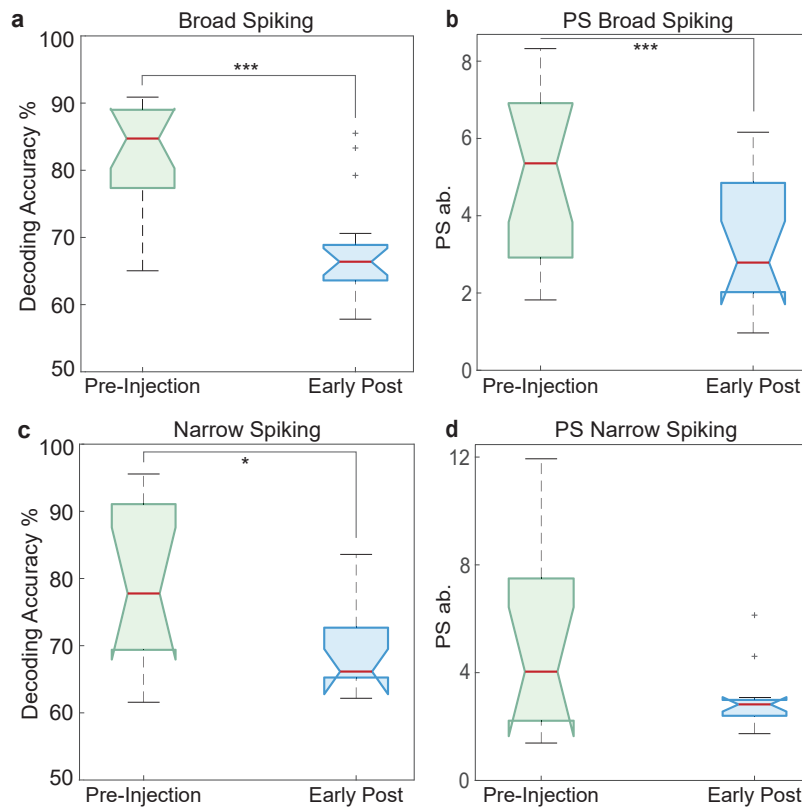 a
Broad Spiking
Decoding Accuracy %
100
90
80
70
60
50
***
Pre-Injection
Early Post
b
PS Broad Spiking
PS ab.
8
6
4
2
0
***
Pre-Injection
Early Post
c
Narrow Spiking
Decoding Accuracy %
100
90
80
70
60
50
*
Pre-Injection
Early Post
d
PS Narrow Spiking
PS ab.
12
8
4
0
Pre-Injection
Early Post